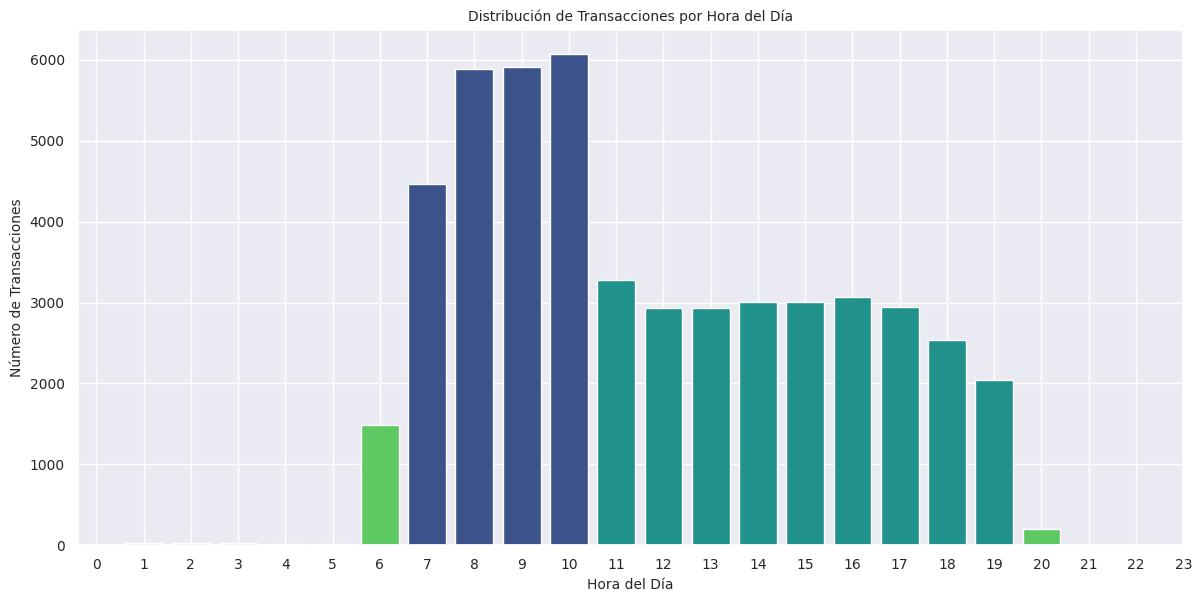 Distribución de Transacciones por Hora del Día
Número de Transacciones
6000
5000
4000
3000
2000
1000
0
0 1 2 3 4 5 6 7 8 9 10 11 12 13 14 15 16 17 18 19 20 21 22 23
Hora del Día